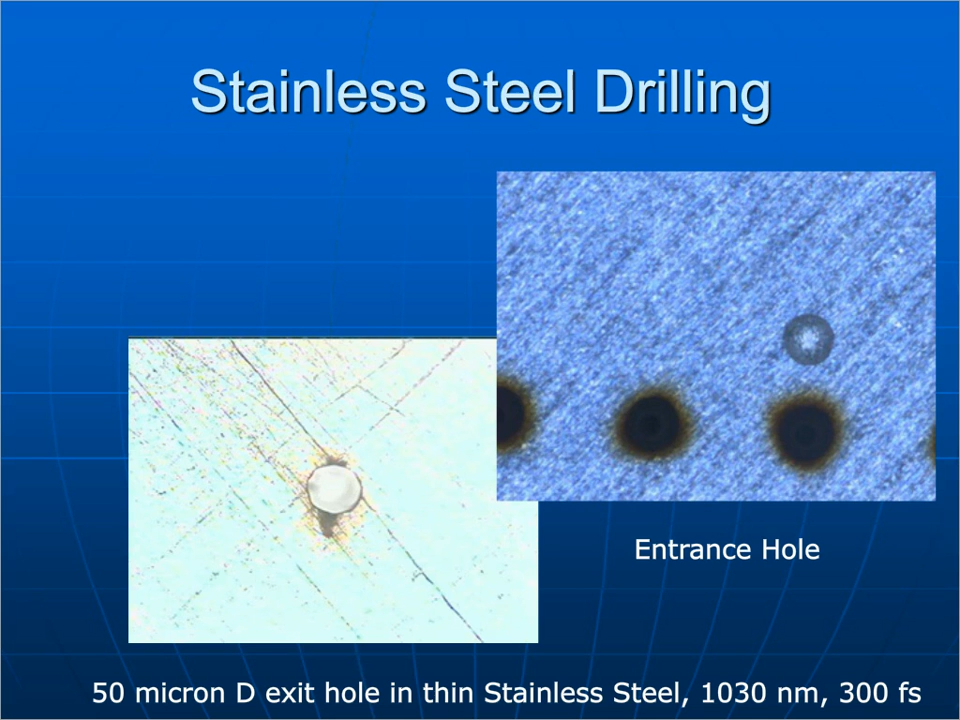 Stainless Steel Drilling
Entrance Hole
50 micron D exit hole in thin Stainless Steel, 1030 nm, 300 fs